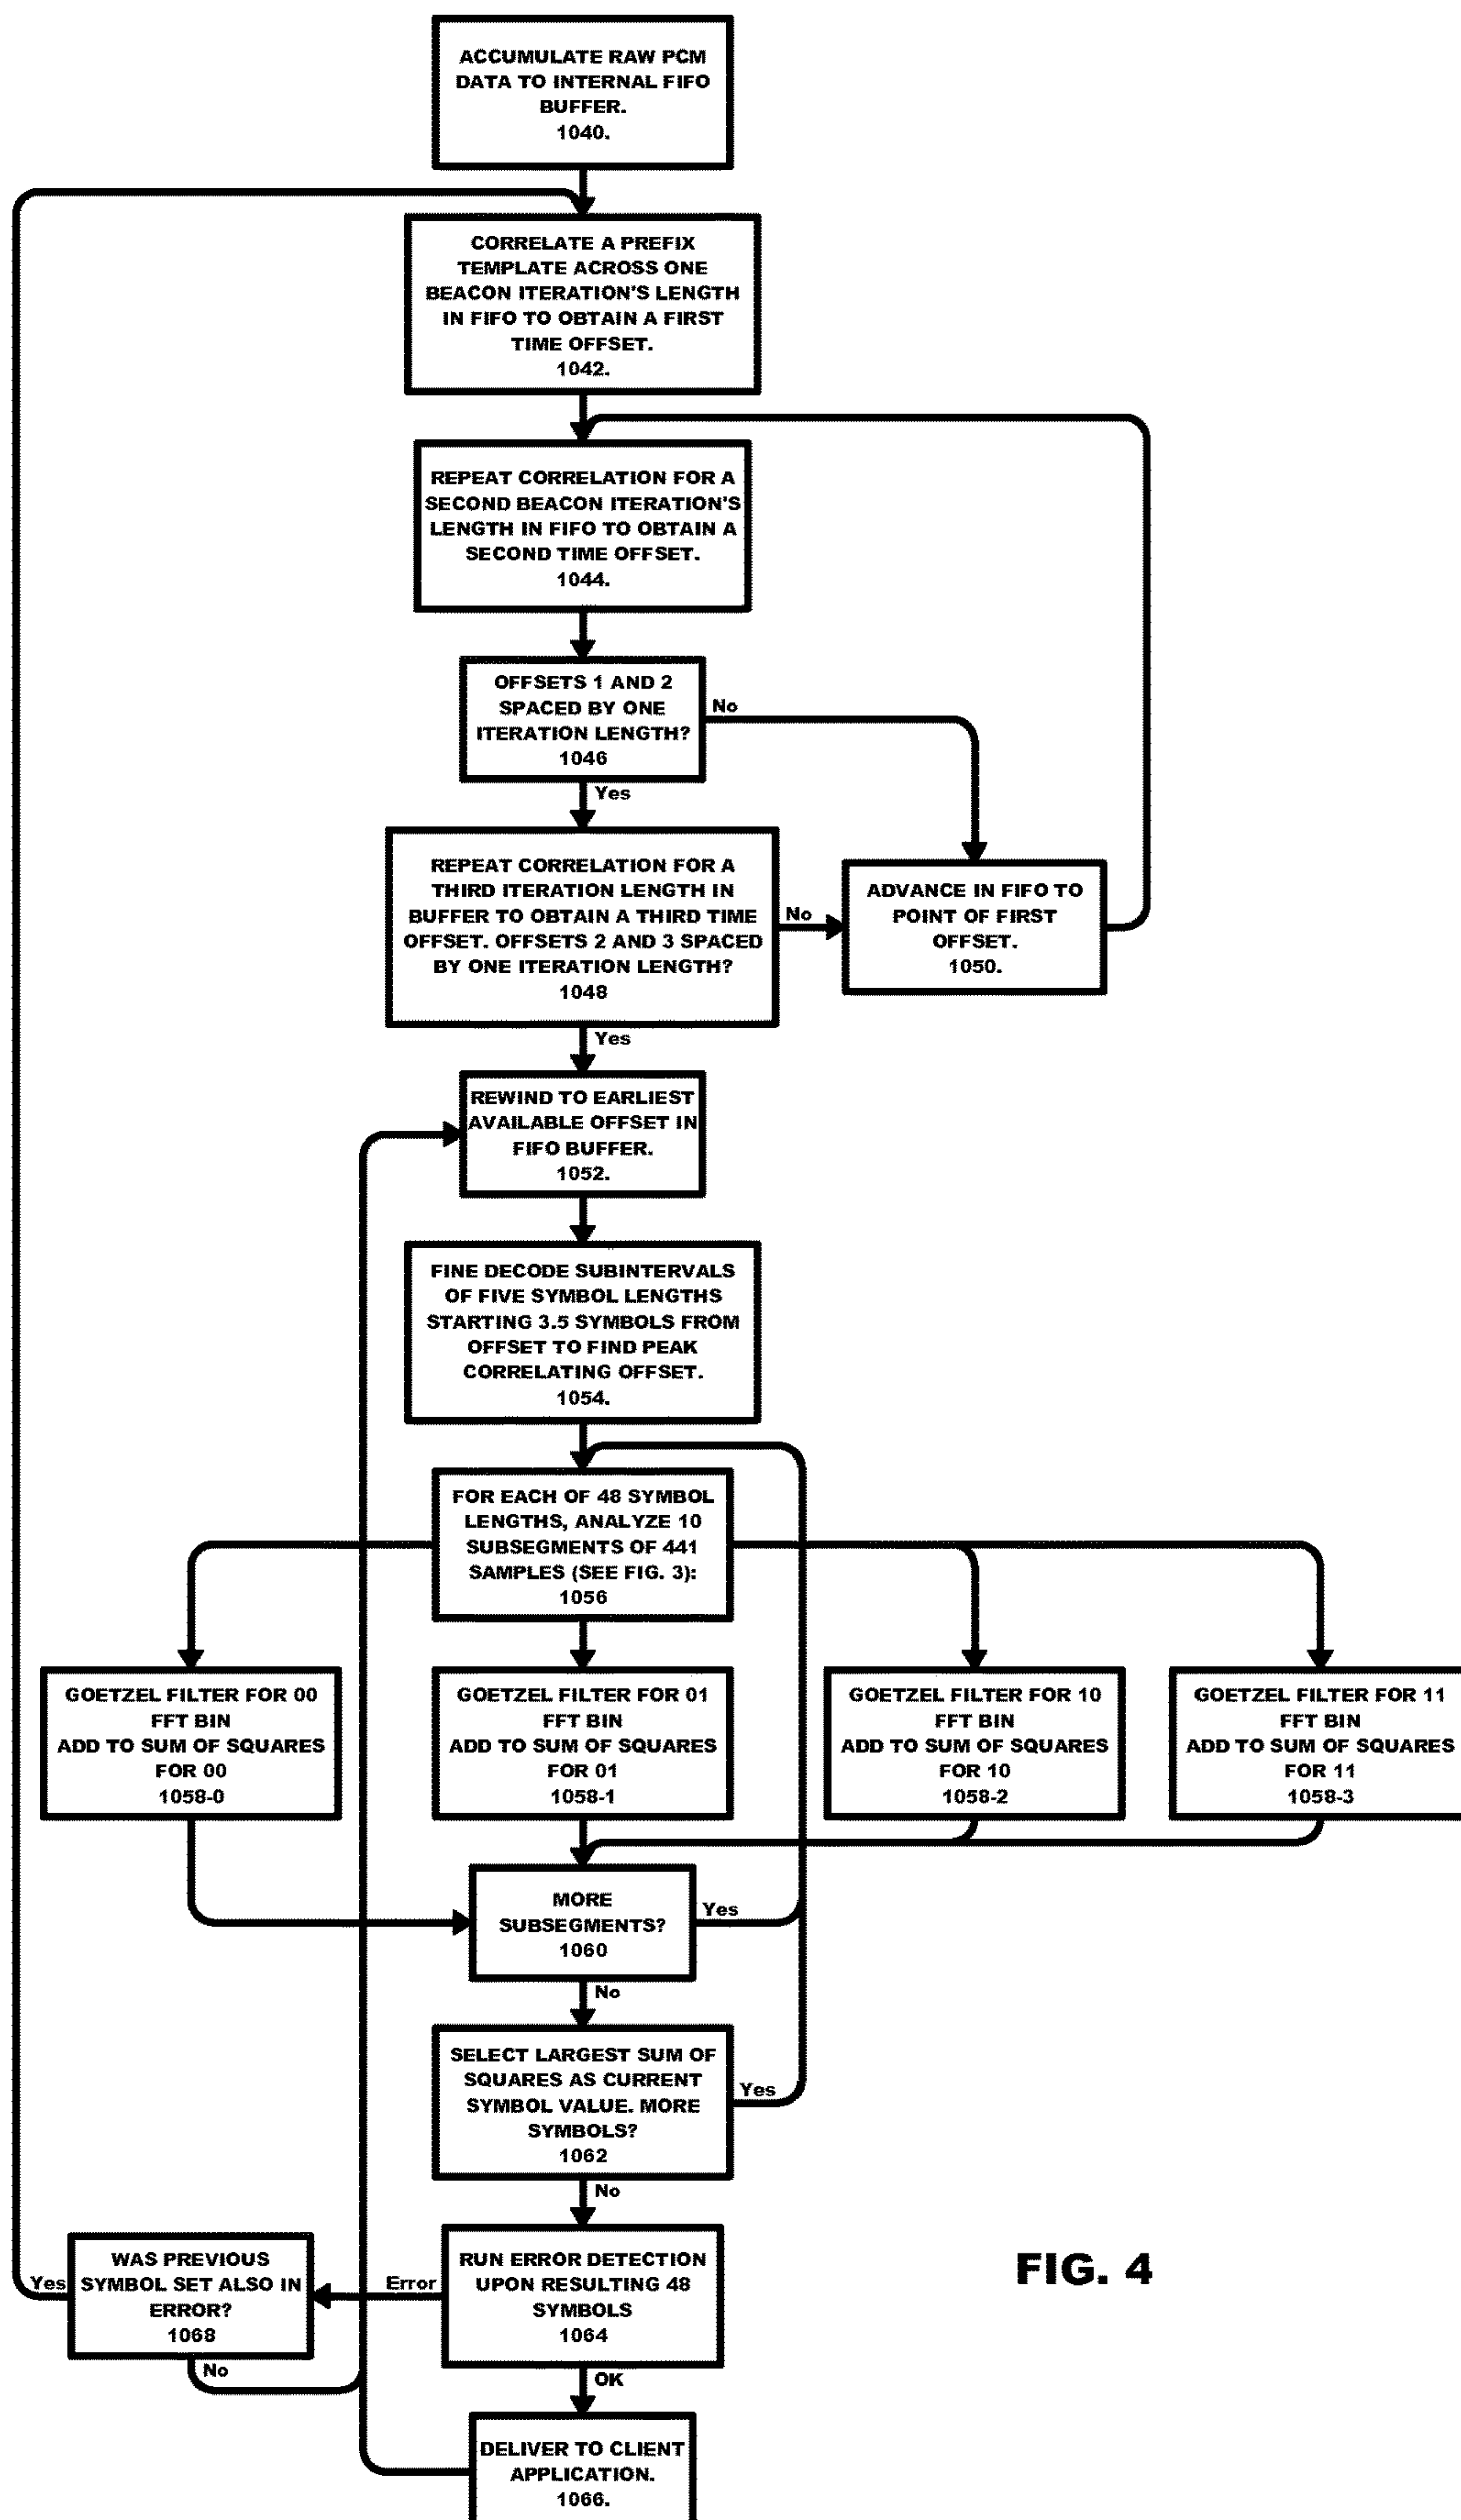 ACCUMULATE RAW PCM
DATA TO INTERNAL FIFO
BUFFER.
1040.
CORRELATE A PREFIX
TEMPLATE ACROSS ONE
BEACON ITERATION'S LENGTH
IN FIFO TO OBTAIN A FIRST
TIME OFFSET.
1042.
REPEAT CORRELATION FOR A
SECOND BEACON ITERATION'S
LENGTH IN FIFO TO OBTAIN A
SECOND TIME OFFSET.
1044.
OFFSETS 1 AND 2
SPACED BY ONE
ITERATION LENGTH?
1046
No
Yes
REPEAT CORRELATION FOR A
THIRD ITERATION LENGTH IN
BUFFER TO OBTAIN A THIRD TIME
OFFSET. OFFSETS 2 AND 3 SPACED
BY ONE ITERATION LENGTH?
1048
No
ADVANCE IN FIFO TO
POINT OF FIRST
OFFSET.
1050.
Yes
REWIND TO EARLIEST
AVAILABLE OFFSET IN
FIFO BUFFER.
1052.
FINE DECODE SUBINTERVALS
OF FIVE SYMBOL LENGTHS
STARTING 3.5 SYMBOLS FROM
OFFSET TO FIND PEAK
CORRELATING OFFSET.
1054.
FOR EACH OF 48 SYMBOL
LENGTHS, ANALYZE 10
SUBSEGMENTS OF 441
SAMPLES (SEE FIG. 3):
1056
GOETZEL FILTER FOR 00
FFT BIN
ADD TO SUM OF SQUARES
FOR 00
1058-0
GOETZEL FILTER FOR 01
FFT BIN
ADD TO SUM OF SQUARES
FOR 01
1058-1
GOETZEL FILTER FOR 10
FFT BIN
ADD TO SUM OF SQUARES
FOR 10
1058-2
GOETZEL FILTER FOR 11
FFT BIN
ADD TO SUM OF SQUARES
FOR 11
1058-3
MORE
SUBSEGMENTS?
1060
Yes
No
SELECT LARGEST SUM OF
SQUARES AS CURRENT
SYMBOL VALUE. MORE
SYMBOLS?
1062
Yes
No
RUN ERROR DETECTION
UPON RESULTING 48
SYMBOLS
1064
Error
WAS PREVIOUS
SYMBOL SET ALSO IN
ERROR?
1068
Yes
No
OK
DELIVER TO CLIENT
APPLICATION.
1066.
FIG. 4